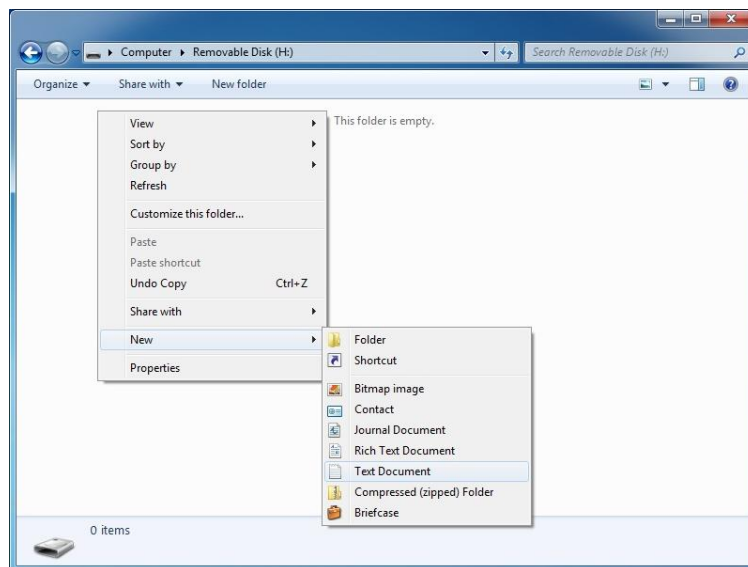 Computer Removable Disk (H:)
Search Removable Disk (H:)
Organize Share with New folder
This folder is empty.
View
Sort by
Group by
Refresh
Customize this folder...
Paste
Paste shortcut
Undo Copy Ctrl+Z
Share with
New
Properties
Folder
Shortcut
Bitmap image
Contact
Journal Document
Rich Text Document
Text Document
Compressed (zipped) Folder
Briefcase
0 items